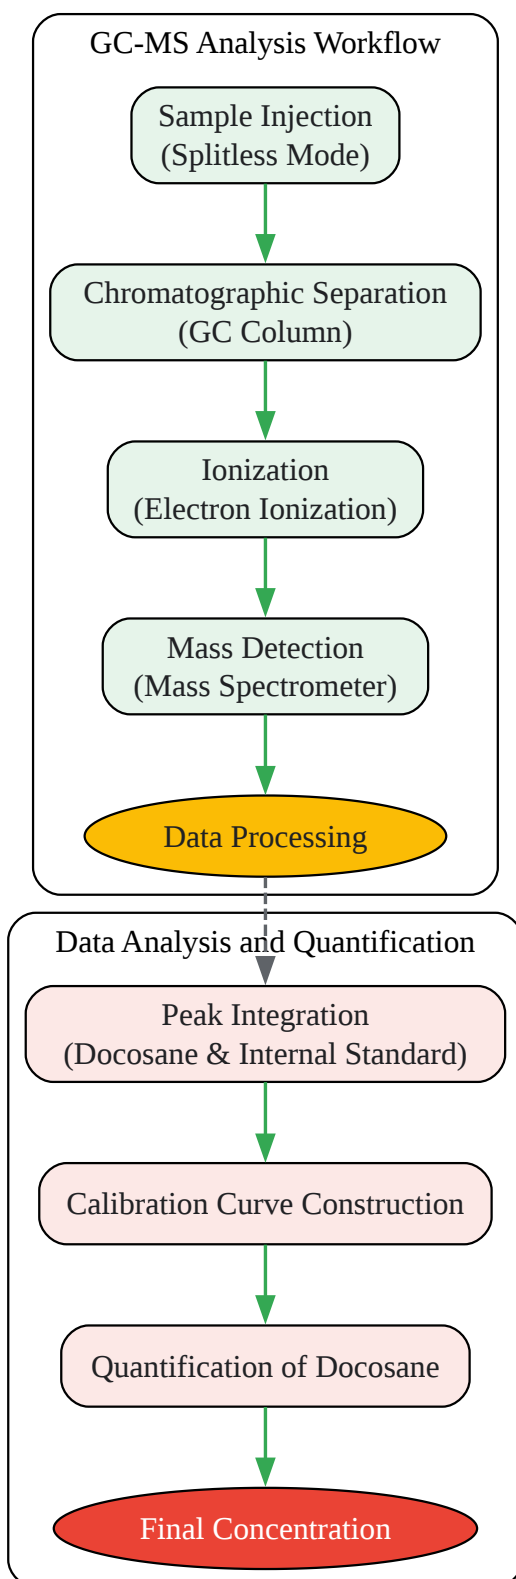 GC-MS Analysis Workflow
Sample Injection
(Splitless Mode)
Chromatographic Separation
(GC Column)
Ionization
(Electron Ionization)
Mass Detection
(Mass Spectrometer)
Data Processing
Data Analysis and Quantification
Peak Integration
(Docosane & Internal Standard)
Calibration Curve Construction
Quantification of Docosane
Final Concentration